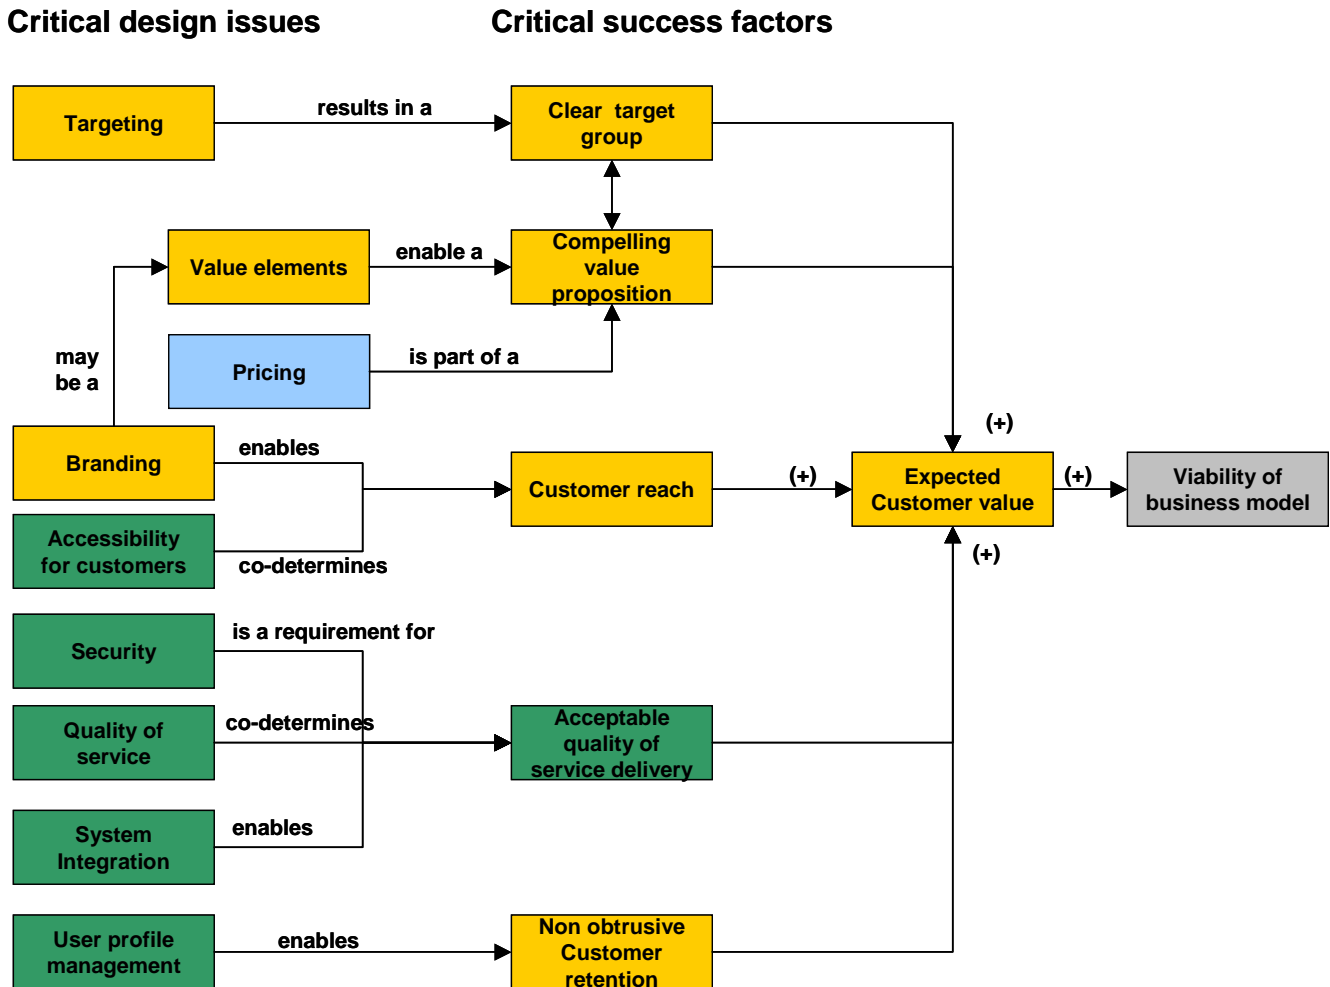 Critical design issues
Critical success factors
Targeting
results in a
Clear target
group
Value elements
enable a
Compelling
value
proposition
Pricing
is part of a
may
be a
Branding
enables
Accessibility
for customers
co-determines
Customer reach
(+)
(+)
Expected
Customer value
(+)
(+)
Viability of
business model
Security
is a requirement for
Quality of
service
co-determines
Acceptable
quality of
service delivery
System
Integration
enables
User profile
management
enables
Non obtrusive
Customer
retention